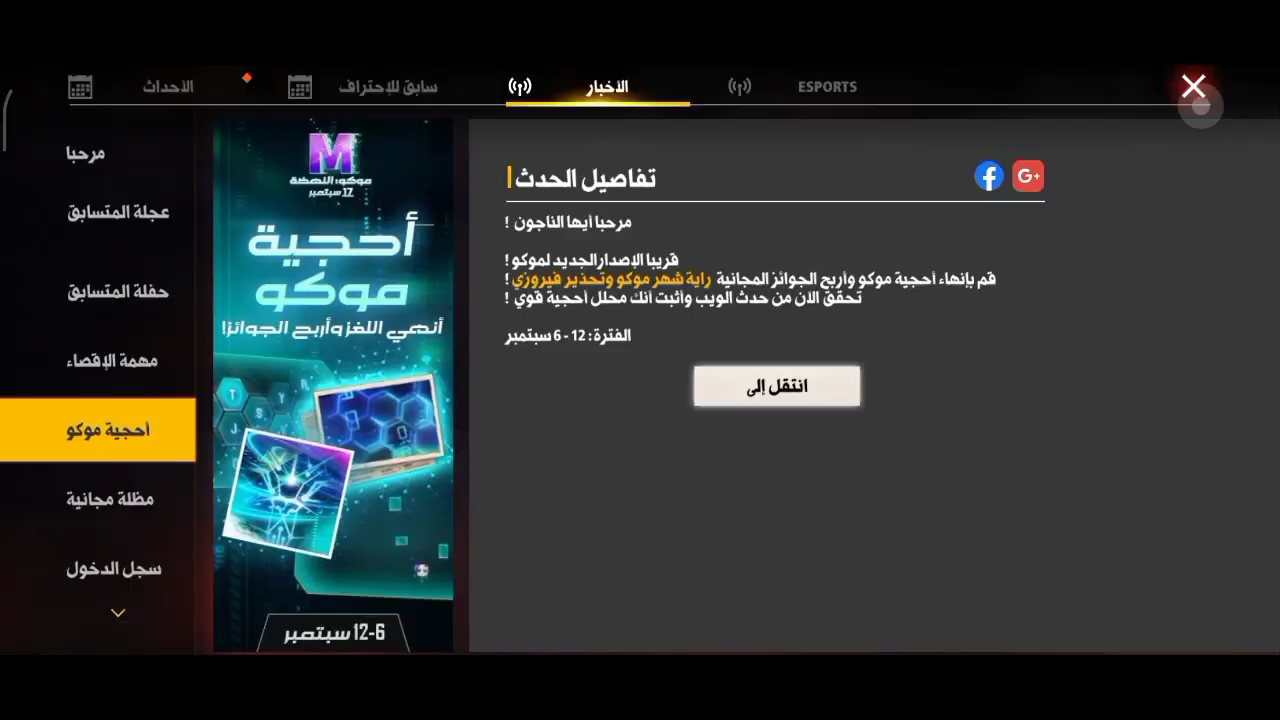 الأحداث
سابق للإحتراف
الأخبار
ESPORTS
مرحبا
عجلة المتسابق
حفلة المتسابق
مهمة الإقصاء
أحجية موكو
مظلة مجانية
سجل الدخول
M
موكو: النهضة
12 سبتمبر
أحجية
موكو
أنهي اللغز وأربح الجوائز!
T
Y
R
S
J
12-6 سبتمبر
تفاصيل الحدث
G+
مرحبا أيها الناجون !
قريبا الإصدار الجديد لموكو !
قم بإنهاء أحجية موكو وأربح الجوائز المجانية راية شهر موكو وتحذير فيروزي !
تحقق الآن من حدث الويب وأثبت أنك محلل أحجية قوي !
الفترة : 12 - 6 سبتمبر
انتقل إلى